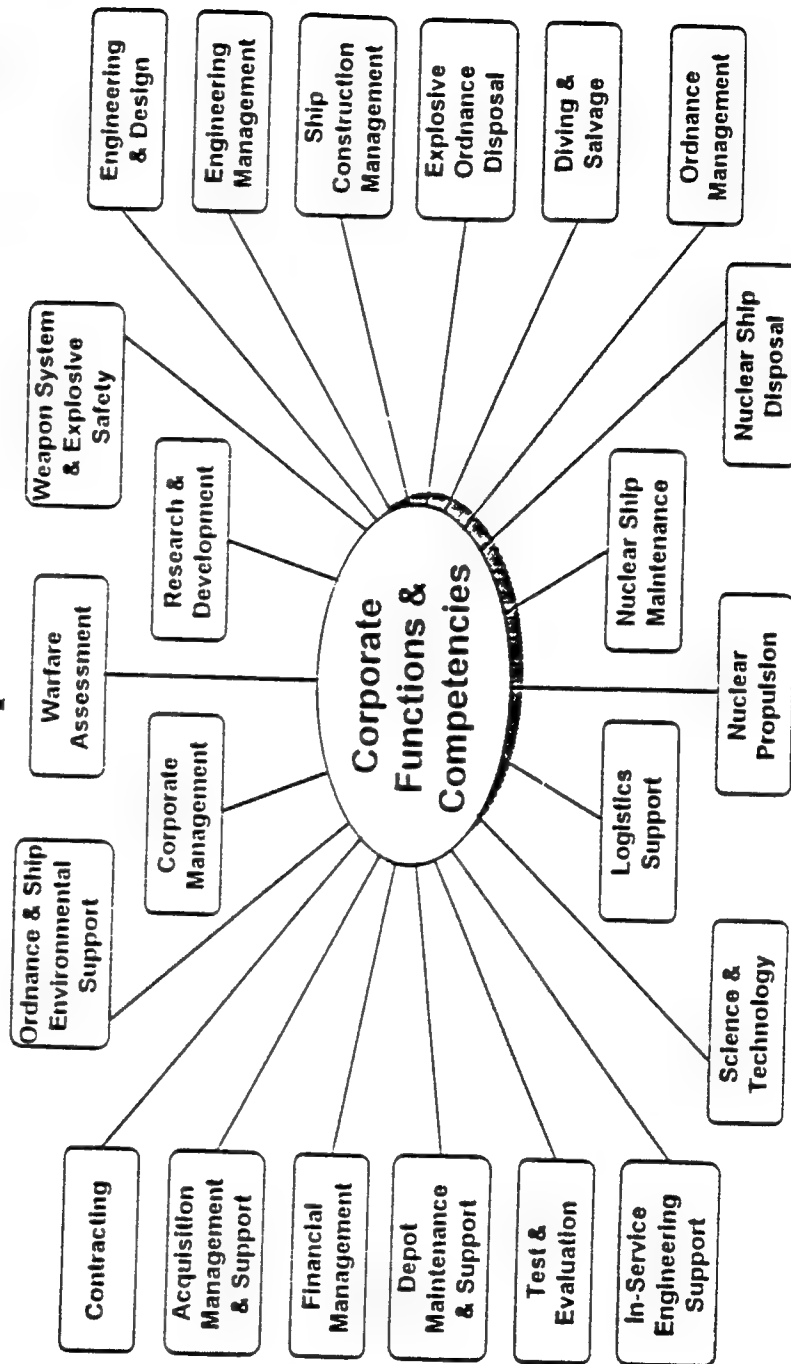 Contracting
Acquisition
Management
& Support
Financial
Management
Depot
Maintenance
& Support
Test &
Evaluation
In-Service
Engineering
Support
Ordnance & Ship
Environmental
Support
Corporate
Management
Warfare
Assessment
Research &
Development
Weapon System
& Explosive
Safety
Corporate
Functions &
Competencies
Science &
Technology
Logistics
Support
Nuclear
Propulsion
Nuclear Ship
Maintenance
Nuclear Ship
Disposal
Engineering
& Design
Engineering
Management
Ship
Construction
Management
Explosive
Ordnance
Disposal
Diving &
Salvage
Ordnance
Management